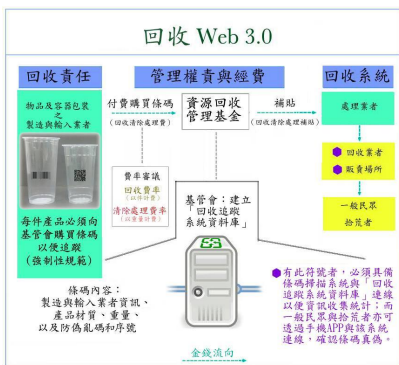 回收 Web 3.0
回收責任
管理權責與經費
回收系統
物品及容器包裝
之
製造與輸入業者
付費購買條碼
(回收清除處理費)
資源回收
管理基金
補貼
(回收清除處理補貼)
處理業者
回收業者
販賣場所
一般民眾
拾荒者
費率審議
回收費率
(以件計費)
清除處理費率
(以重量計費)
基管會：建立
「回收追蹤
系統資料庫」
每件產品必須向
基管會購買條碼
以便追蹤
(強制性規範)
條碼內容：
製造與輸入業者資訊、
產品材質、重量、
以及防偽亂碼和序號
有此符號者，必須具備
條碼掃描系統與「回收
追蹤系統資料庫」連線
以便資訊收集統計；而
一般民眾與拾荒者亦可
透過手機APP與該系統
連線，確認條碼真偽。
金錢流向